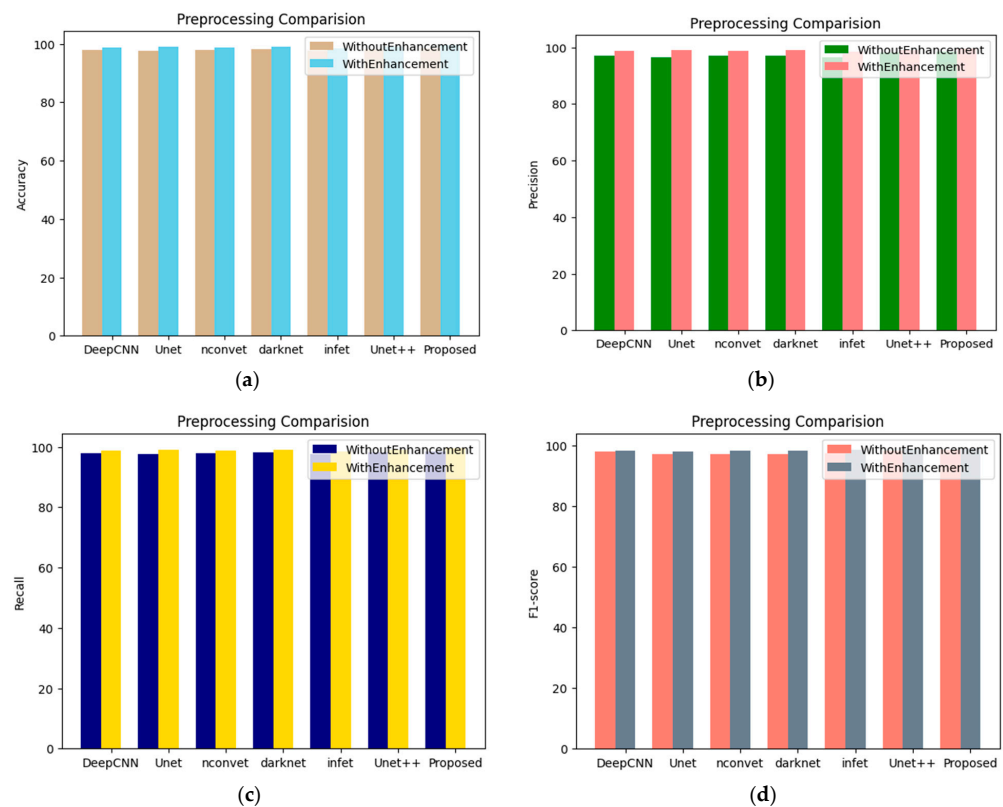 Preprocessing Comparision
100
80
60
40
20
0
Accuracy
WithoutEnhancement
WithEnhancement
DeepCNN Unet nconvet darknet infet Unet++ Proposed
(a)
Preprocessing Comparision
100
80
60
40
20
0
Precision
WithoutEnhancement
WithEnhancement
DeepCNN Unet nconvet darknet infet Unet++ Proposed
(b)
Preprocessing Comparision
100
80
60
40
20
0
Recall
WithoutEnhancement
WithEnhancement
DeepCNN Unet nconvet darknet infet Unet++ Proposed
(c)
Preprocessing Comparision
100
80
60
40
20
0
F1-score
WithoutEnhancement
WithEnhancement
DeepCNN Unet nconvet darknet infet Unet++ Proposed
(d)